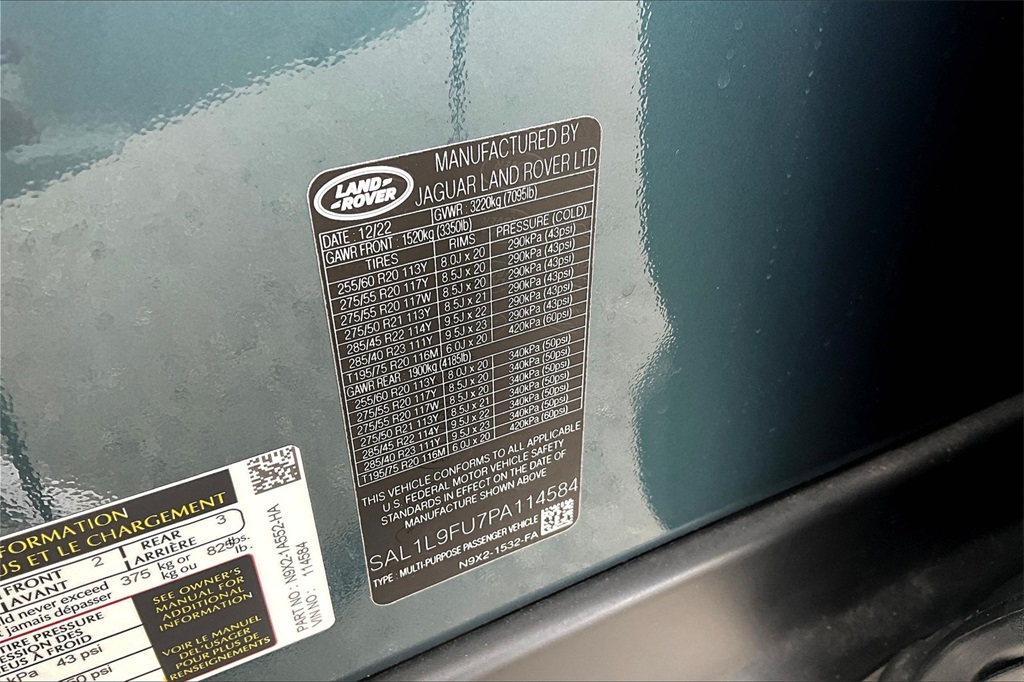 LAND-
-ROVER
MANUFACTURED BY
JAGUAR LAND ROVER LTD
DATE : 12/22
GVWR : 3220kg (7095lb)
GAWR FRONT : 1520kg (3350lb)
TIRES RIMS PRESSURE (COLD)
255/60 R20 113Y 8.0J x 20 290kPa (43psi)
275/55 R20 117Y 8.5J x 20 290kPa (43psi)
275/55 R20 117W 8.5J x 20 290kPa (43psi)
275/50 R21 113Y 8.5J x 21 290kPa (43psi)
285/45 R22 114Y 9.5J x 22 290kPa (43psi)
285/40 R23 111Y 9.5J x 23 290kPa (43psi)
T195/75 R20 116M 6.0J x 20 420kPa (60psi)
GAWR REAR 1900kg (4185lb)
255/60 R20 113Y 8.0J x 20 340kPa (50psi)
275/55 R20 117Y 8.5J x 20 340kPa (50psi)
275/55 R20 117W 8.5J x 20 340kPa (50psi)
275/50 R21 113Y 8.5J x 21 340kPa (50psi)
285/45 R22 114Y 9.5J x 22 340kPa (50psi)
285/40 R23 111Y 9.5J x 23 340kPa (50psi)
T195/75 R20 116M 6.0J x 20 420kPa (60psi)
THIS VEHICLE CONFORMS TO ALL APPLICABLE
U.S. FEDERAL MOTOR VEHICLE SAFETY
STANDARDS IN EFFECT ON THE DATE OF
MANUFACTURE SHOWN ABOVE
SAL1L9FU7PA114584
TYPE : MULTI-PURPOSE PASSENGER VEHICLE
N9X2-1532-FA
FORMATION
US ET LE CHARGEMENT
FRONT 2 REAR 3
AVANT ARRIÈRE
ld never exceed 375 kg or 825 lbs.
jamais dépasser kg ou lb.
TIRE PRESSURE
ESSION DES
EUS À FROID
43 psi
kPa 50 psi
SEE OWNER'S
MANUAL FOR
ADDITIONAL
INFORMATION
VOIR LE MANUEL
DE L'USAGER
POUR PLUS DE
RENSEIGNEMENTS
PART NO : N9X2-1A552-HA
VIN NO : 114584